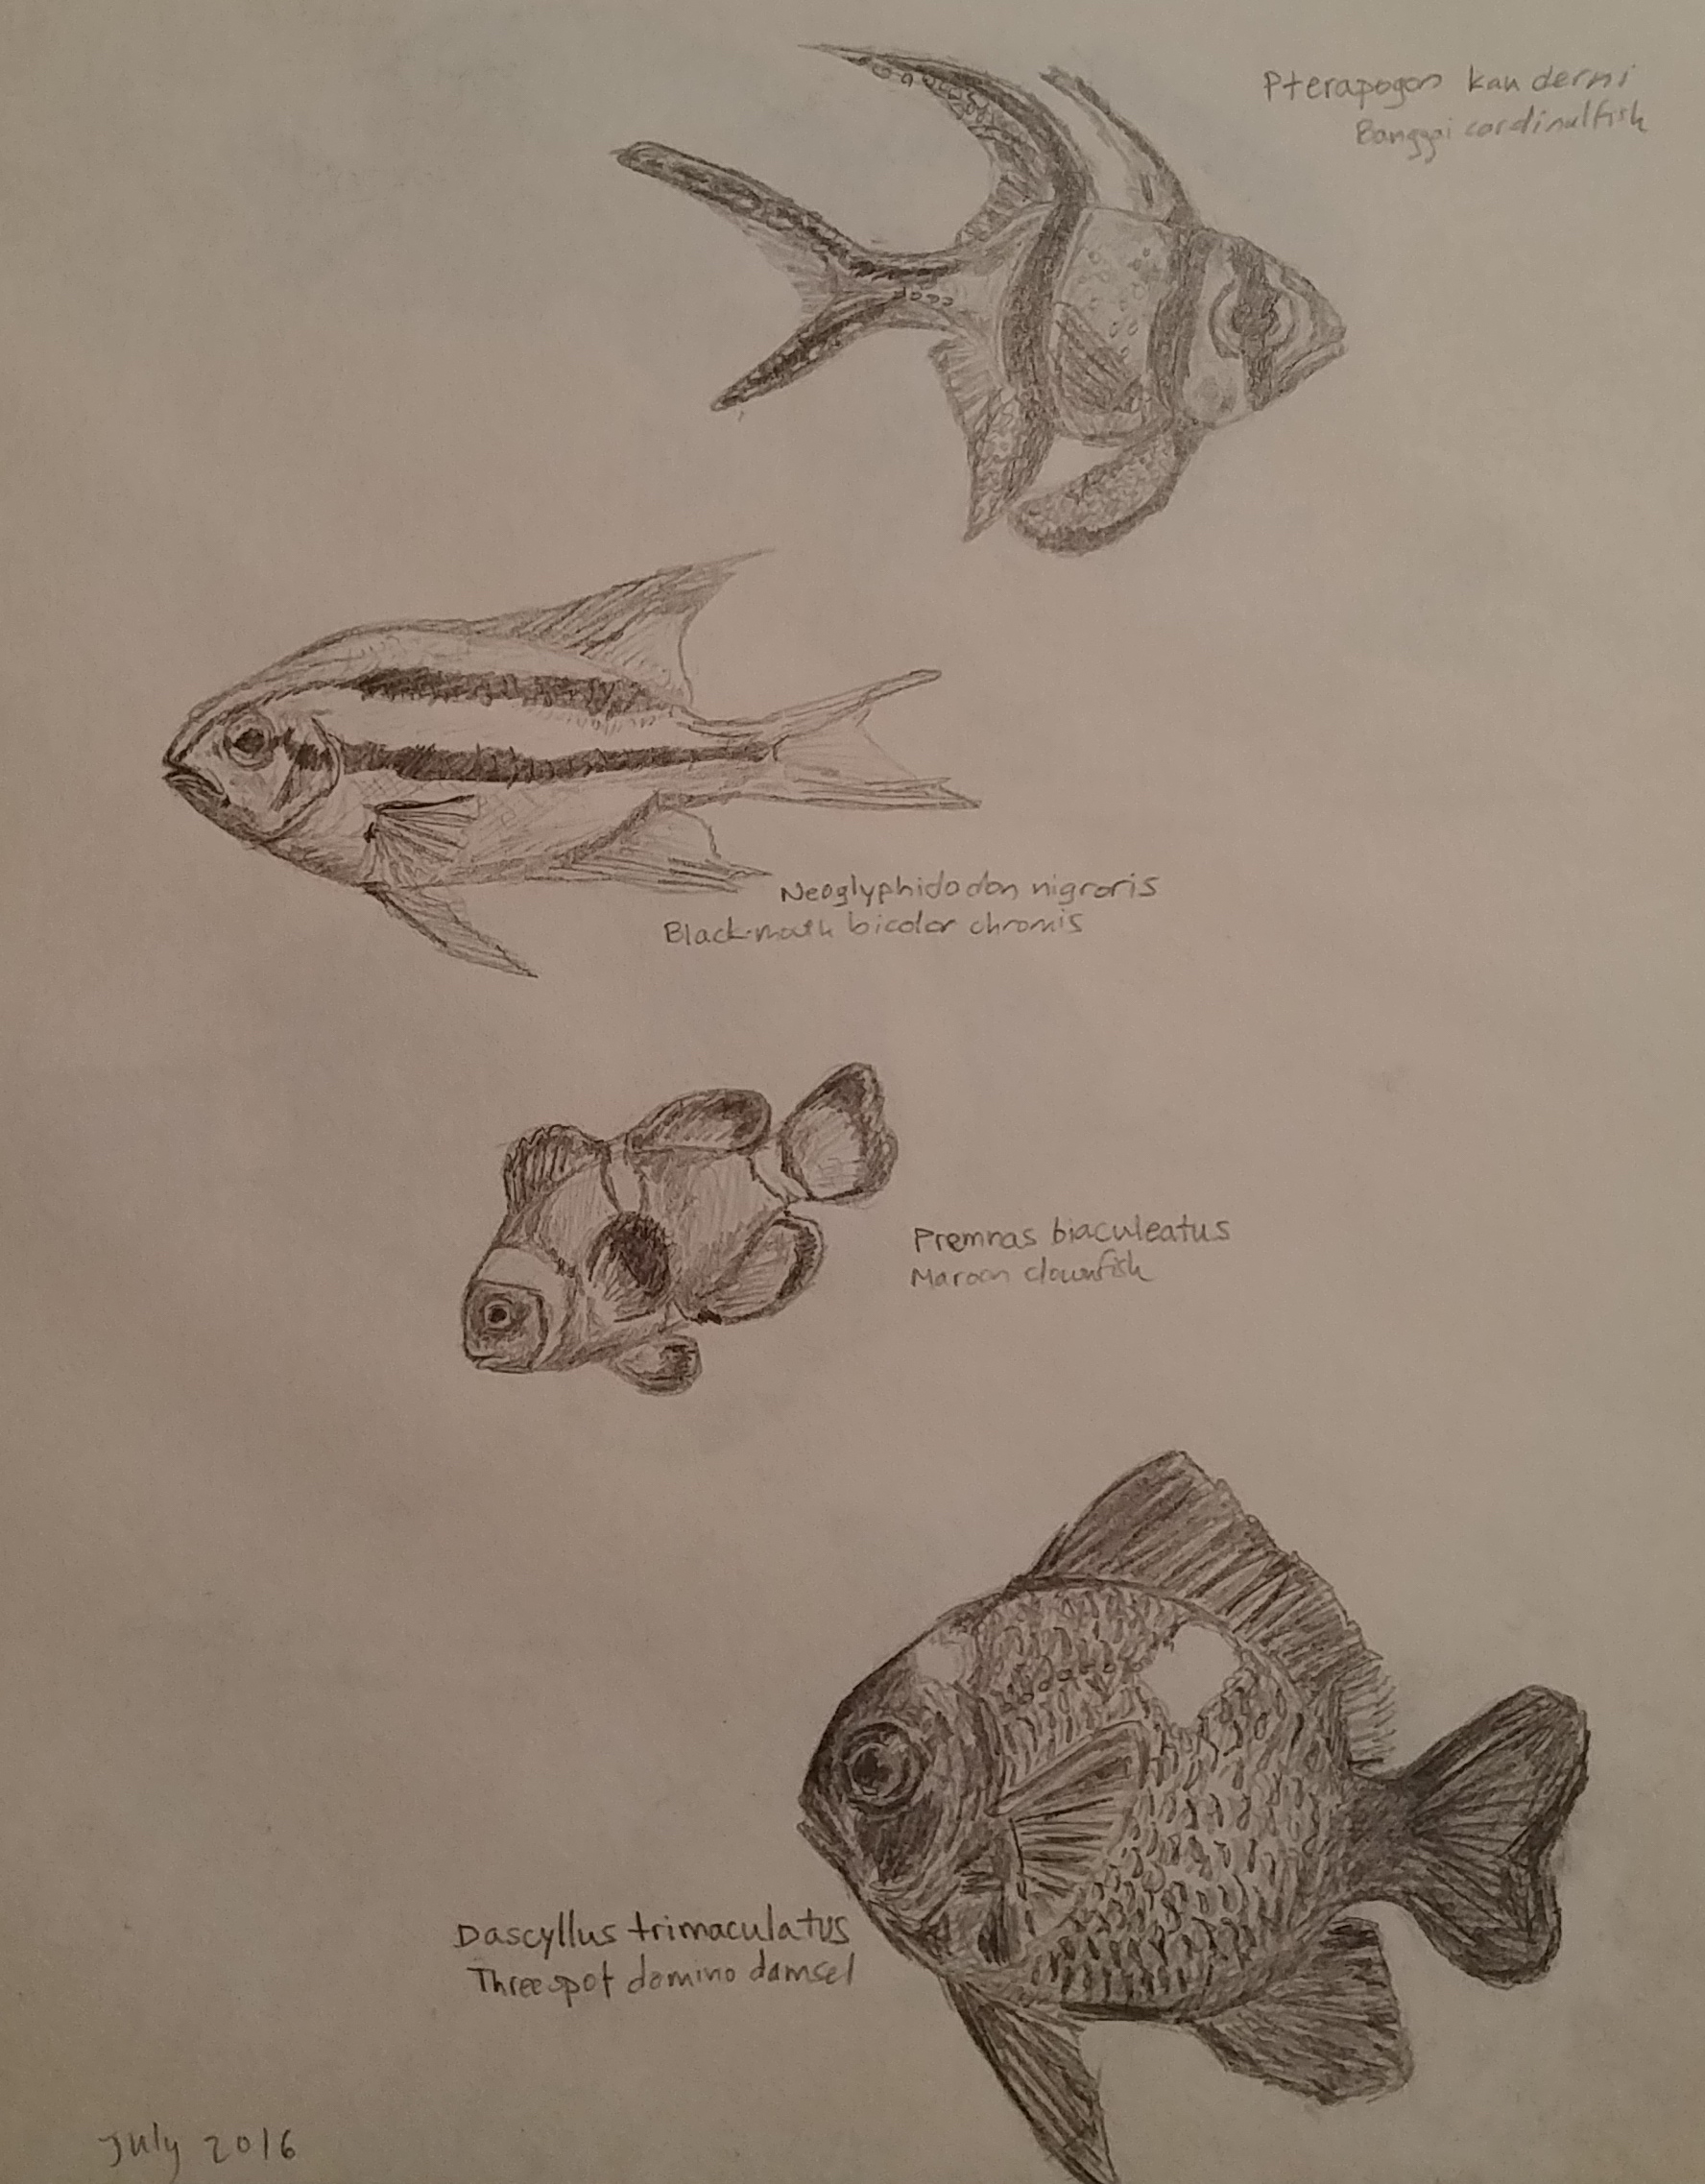 Pterapogon kauderni
Banggai cardinalfish
Neoglyphidodon nigroris
Black-mouth bicolor chromis
Premnas biaculeatus
Maroon clownfish
Dascyllus trimaculatus
Threespot domino damsel
July 2016